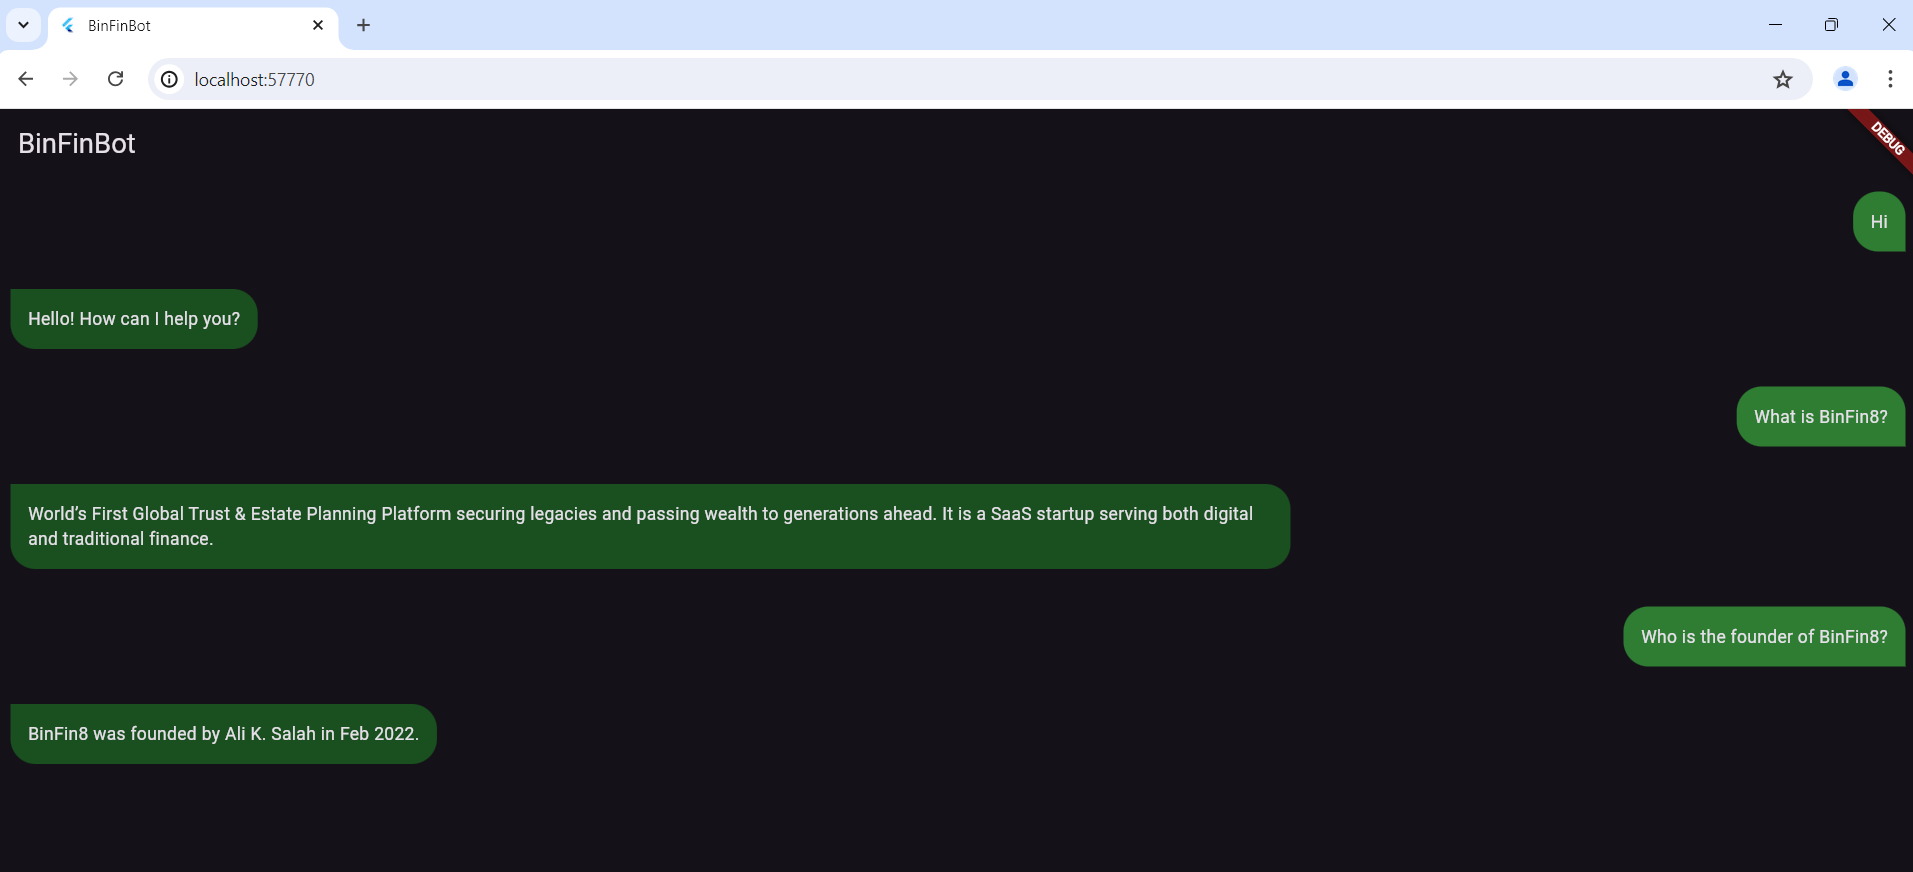 BinFinBot
localhost:57770
BinFinBot
DEBUG
Hi
Hello! How can I help you?
What is BinFin8?
World’s First Global Trust & Estate Planning Platform securing legacies and passing wealth to generations ahead. It is a SaaS startup serving both digital
and traditional finance.
Who is the founder of BinFin8?
BinFin8 was founded by Ali K. Salah in Feb 2022.